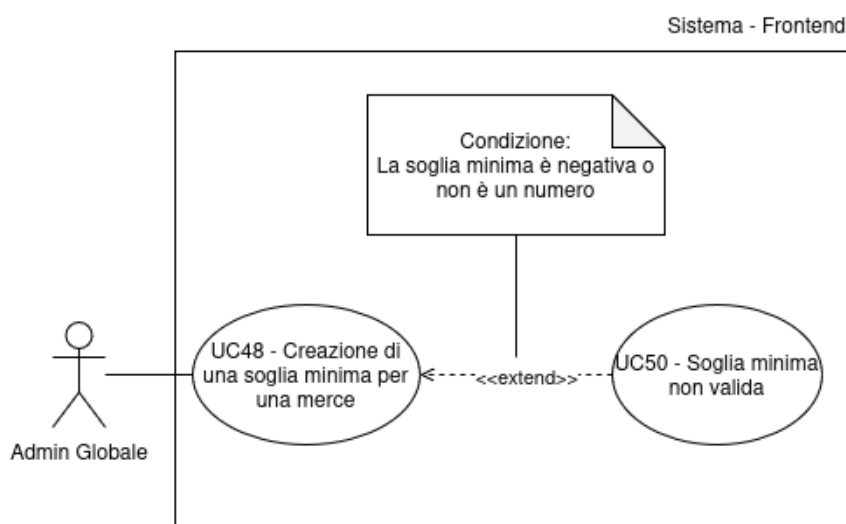 Sistema - Frontend
Condizione:
La soglia minima è negativa o
non è un numero
UC48 - Creazione di
una soglia minima per
una merce
<<extend>>
UC50 - Soglia minima
non valida
Admin Globale